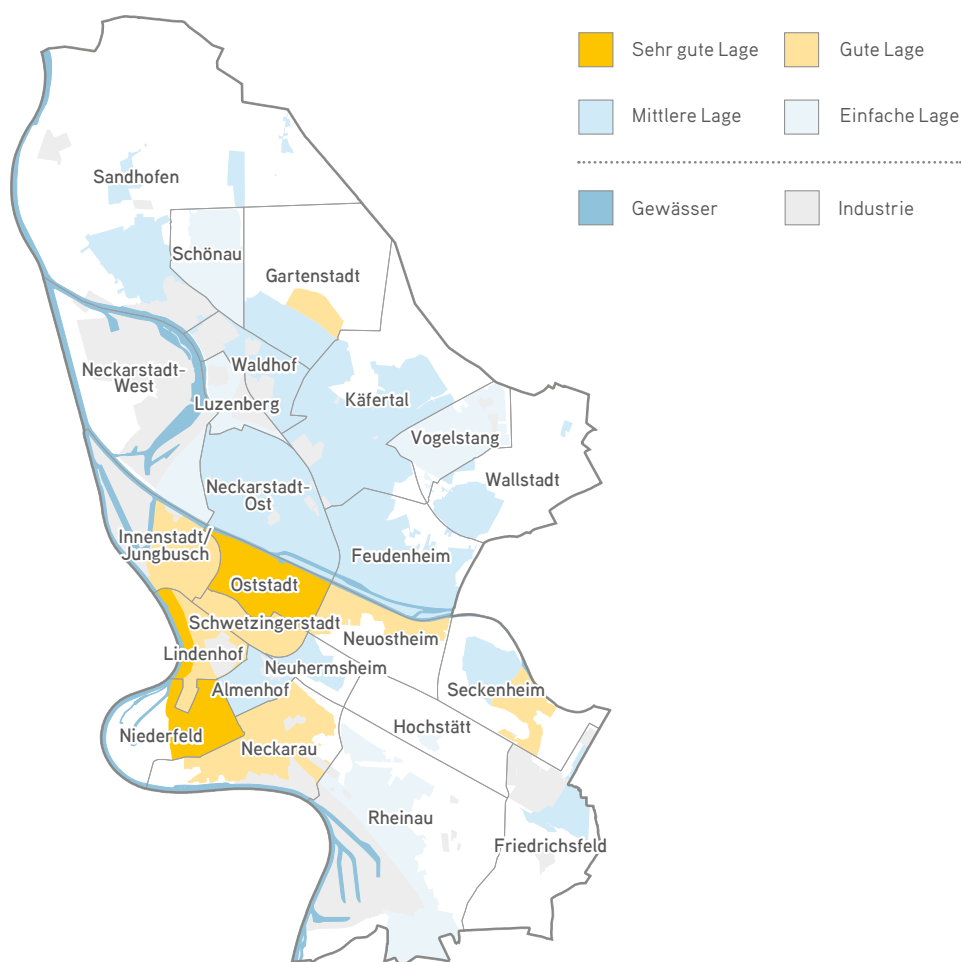 Sehr gute Lage
Gute Lage
Mittlere Lage
Einfache Lage
Gewässer
Industrie
Sandhofen
Schönau
Gartenstadt
Neckarstadt-
West
Waldhof
Luzenberg
Käfertal
Vogelstang
Wallstadt
Neckarstadt-
Ost
Innenstadt/
Jungbusch
Feudenheim
Oststadt
Schwetzingerstadt
Neuostheim
Lindenhof
Neuhermsheim
Almenhof
Seckenheim
Niederfeld
Hochstätt
Neckarau
Rheinau
Friedrichsfeld